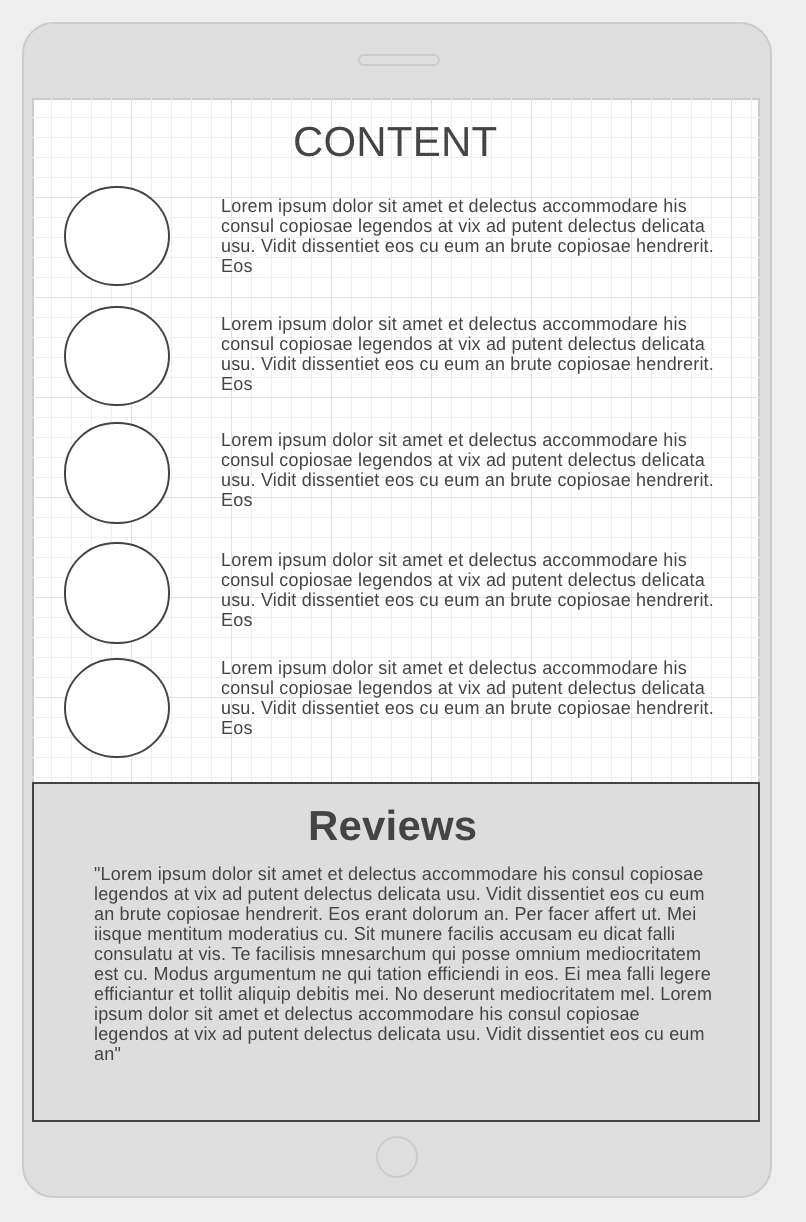 CONTENT
Lorem ipsum dolor sit amet et delectus accommodare his
consul copiosae legendos at vix ad putent delectus delicata
usu. Vidit dissentiet eos cu eum an brute copiosae hendrerit.
Eos
Lorem ipsum dolor sit amet et delectus accommodare his
consul copiosae legendos at vix ad putent delectus delicata
usu. Vidit dissentiet eos cu eum an brute copiosae hendrerit.
Eos
Lorem ipsum dolor sit amet et delectus accommodare his
consul copiosae legendos at vix ad putent delectus delicata
usu. Vidit dissentiet eos cu eum an brute copiosae hendrerit.
Eos
Lorem ipsum dolor sit amet et delectus accommodare his
consul copiosae legendos at vix ad putent delectus delicata
usu. Vidit dissentiet eos cu eum an brute copiosae hendrerit.
Eos
Lorem ipsum dolor sit amet et delectus accommodare his
consul copiosae legendos at vix ad putent delectus delicata
usu. Vidit dissentiet eos cu eum an brute copiosae hendrerit.
Eos
Reviews
"Lorem ipsum dolor sit amet et delectus accommodare his consul copiosae
legendos at vix ad putent delectus delicata usu. Vidit dissentiet eos cu eum
an brute copiosae hendrerit. Eos erant dolorum an. Per facer affert ut. Mei
iisque mentitum moderatius cu. Sit munere facilis accusam eu dicat falli
consulatu at vis. Te facilisis mnesarchum qui posse omnium mediocritatem
est cu. Modus argumentum ne qui tation efficiendi in eos. Ei mea falli legere
efficiantur et tollit aliquip debitis mei. No deserunt mediocritatem mel. Lorem
ipsum dolor sit amet et delectus accommodare his consul copiosae
legendos at vix ad putent delectus delicata usu. Vidit dissentiet eos cu eum
an"